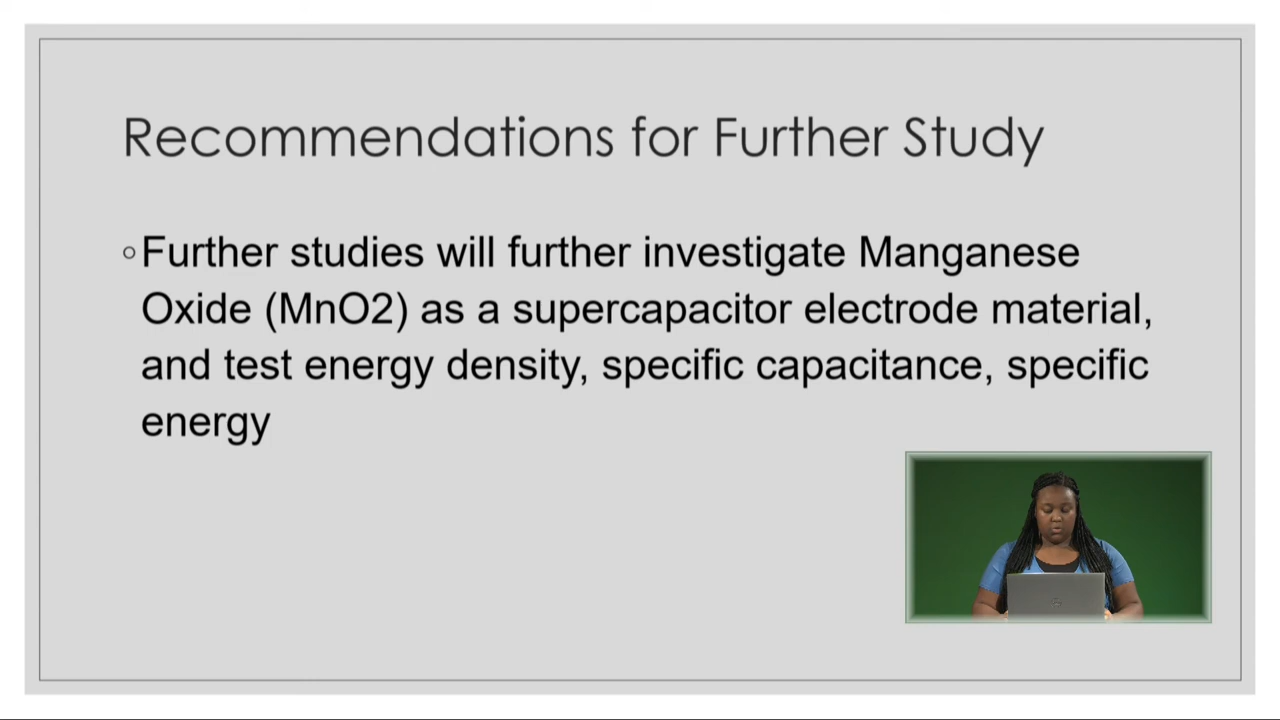 Recommendations for Further Study
◦Further studies will further investigate Manganese
Oxide (MnO2) as a supercapacitor electrode material,
and test energy density, specific capacitance, specific
energy